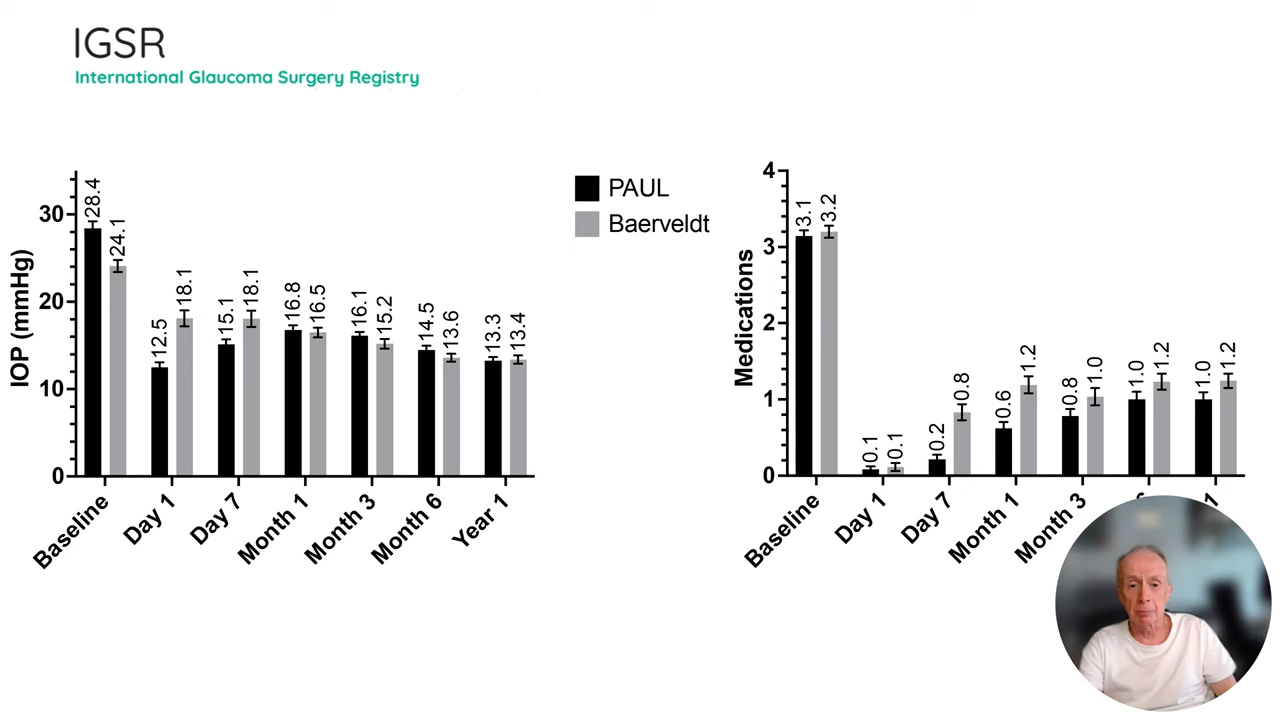 IGSR
International Glaucoma Surgery Registry
IOP (mmHg)
30
20
10
0
28.4
24.1
12.5
18.1
15.1
18.1
16.8
16.5
16.1
15.2
14.5
13.6
13.3
13.4
Baseline
Day 1
Day 7
Month 1
Month 3
Month 6
Year 1
PAUL
Baerveldt
Medications
4
3
2
1
0
3.1
3.2
0.1
0.1
0.2
0.8
0.6
1.2
0.8
1.0
1.0
1.2
1.0
1.2
Baseline
Day 1
Day 7
Month 1
Month 3
1